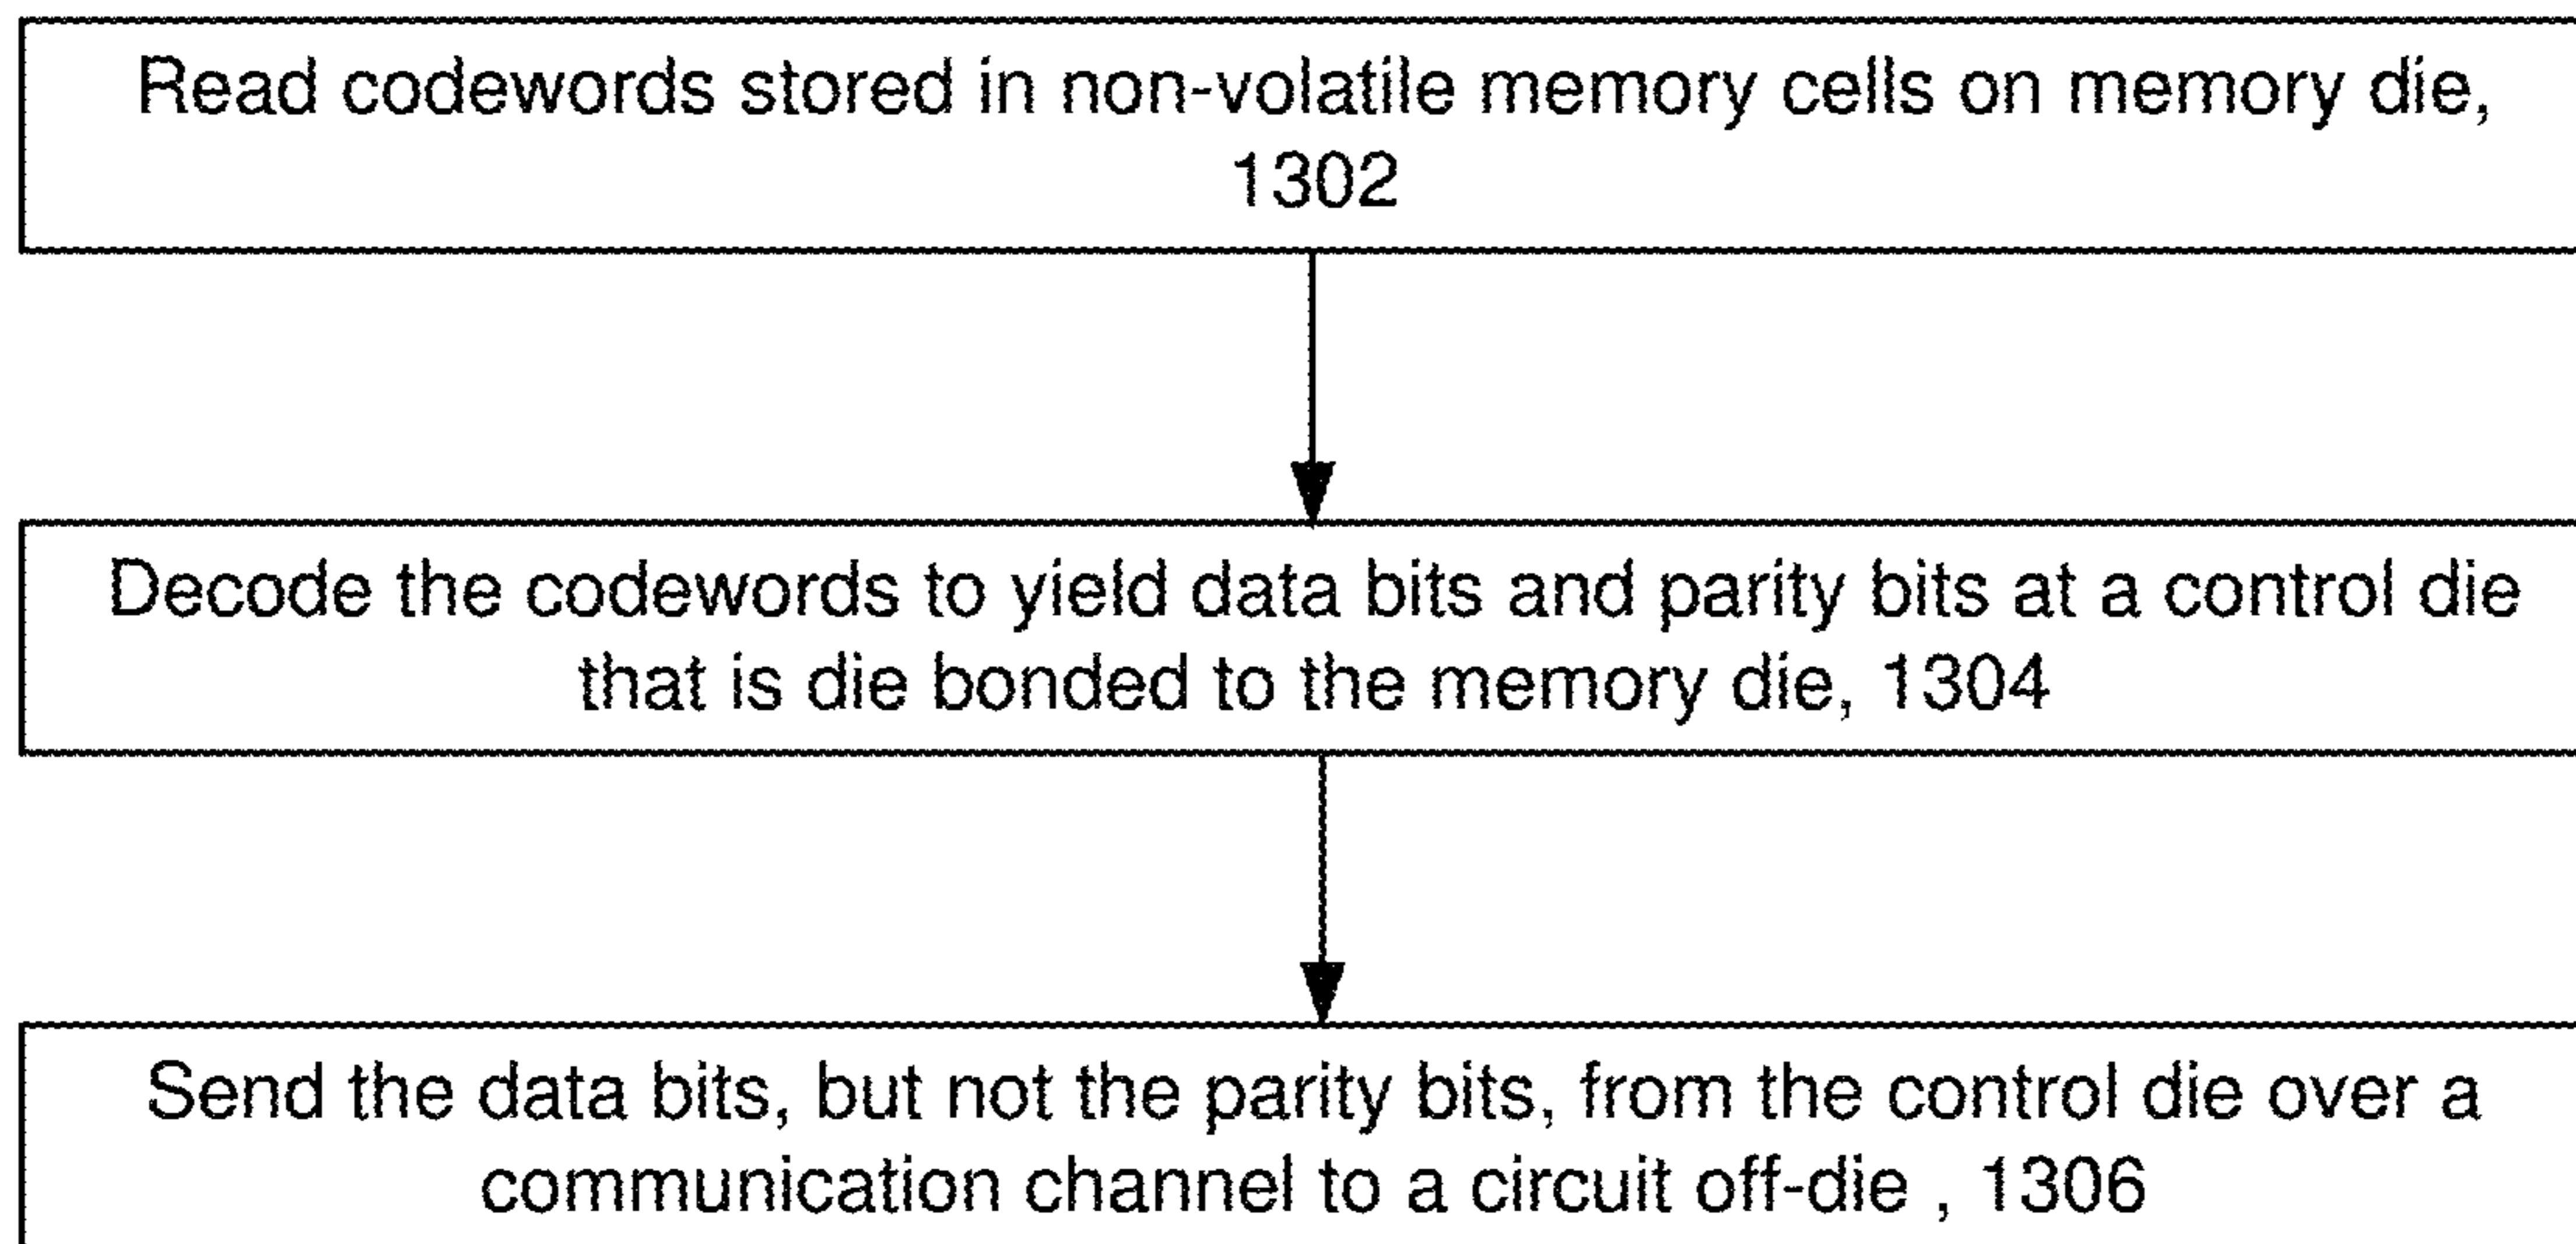 Read codewords stored in non-volatile memory cells on memory die,
1302
Decode the codewords to yield data bits and parity bits at a control die
that is die bonded to the memory die, 1304
Send the data bits, but not the parity bits, from the control die over a
communication channel to a circuit off-die , 1306